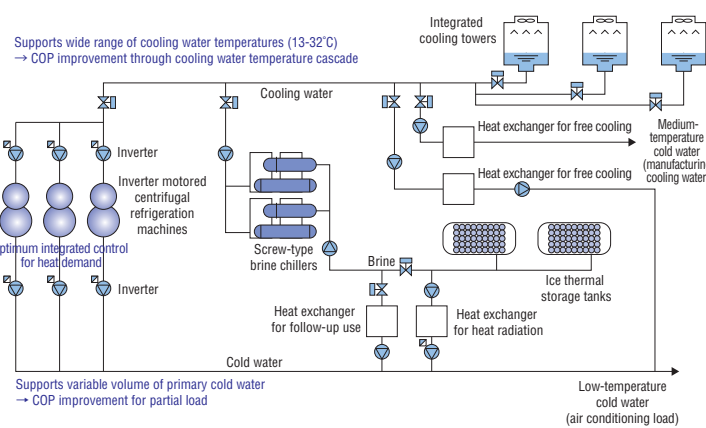 Supports wide range of cooling water temperatures (13-32˚C)
→ COP improvement through cooling water temperature cascade
Integrated
cooling towers
Cooling water
Heat exchanger for free cooling
Medium-
temperature
cold water
(manufacturin
cooling water
Inverter
Heat exchanger for free cooling
Inverter motored
centrifugal
refrigeration
machines
ptimum integrated control
for heat demand
Screw-type
brine chillers
Brine
Ice thermal
storage tanks
Inverter
Heat exchanger
for follow-up use
Heat exchanger
for heat radiation
Cold water
Supports variable volume of primary cold water
→ COP improvement for partial load
Low-temperature
cold water
(air conditioning load)